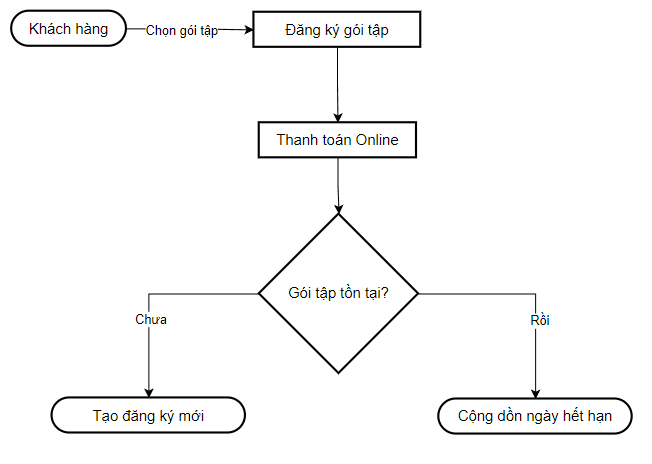 Khách hàng
Chọn gói tập
Đăng ký gói tập
Thanh toán Online
Gói tập tồn tại?
Chưa
Rồi
Tạo đăng ký mới
Cộng dồn ngày hết hạn